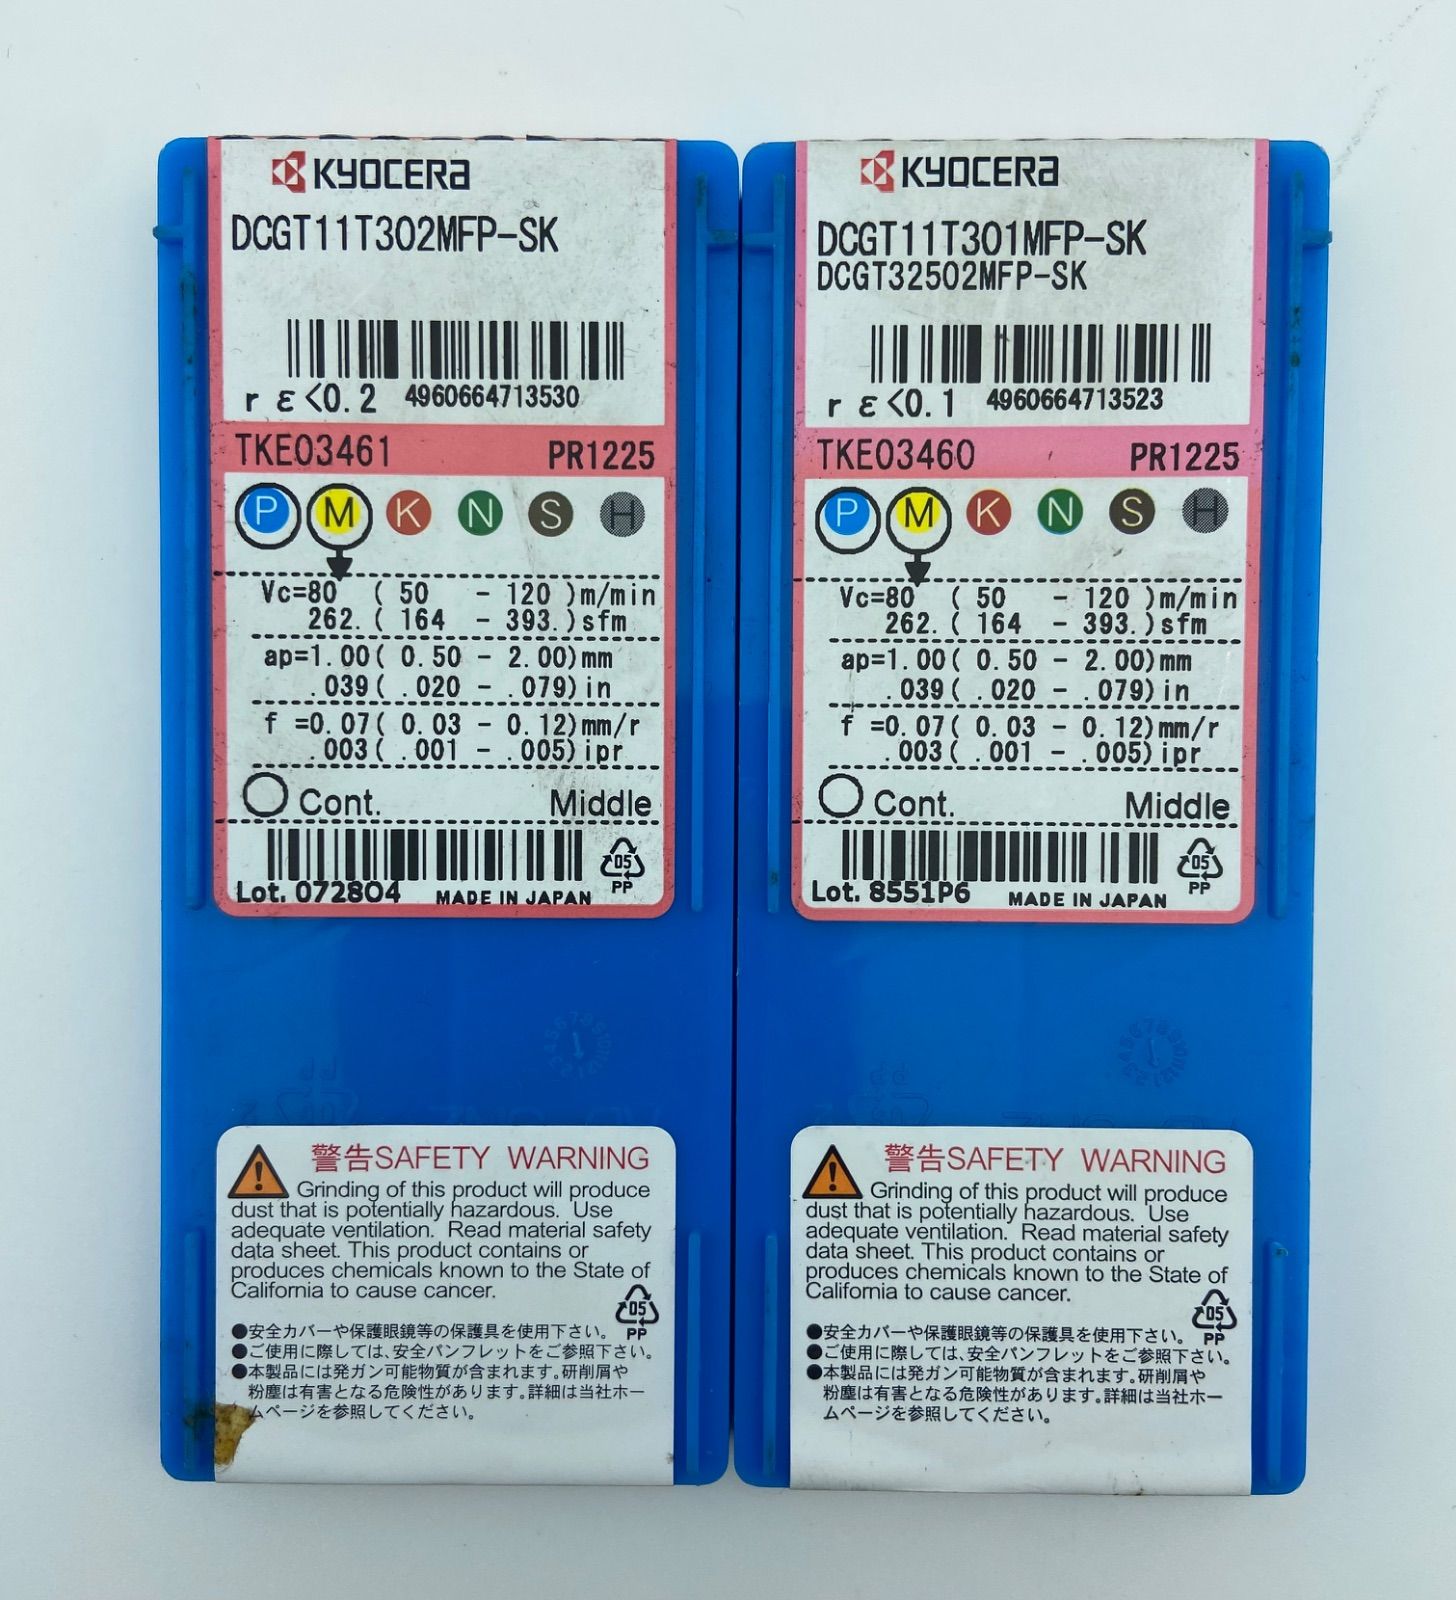 KYOCERA
DCGT11T302MFP-SK
rε<0.2 4960664713530
TKE03461 PR1225
P M K N S H
Vc=80 ( 50 - 120 )m/min
262. ( 164 - 393.)sfm
ap=1.00( 0.50 - 2.00)mm
.039( .020 - .079)in
f =0.07( 0.03 - 0.12)mm/r
.003( .001 - .005)ipr
Cont. Middle
05
PP
Lot. 072804 MADE IN JAPAN
警告SAFETY WARNING
Grinding of this product will produce
dust that is potentially hazardous. Use
adequate ventilation. Read material safety
data sheet. This product contains or
produces chemicals known to the State of
California to cause cancer.
05
PP
●安全カバーや保護眼鏡等の保護具を使用下さい。
●ご使用に際しては、安全パンフレットをご参照下さい。
●本製品には発ガン可能物質が含まれます。研削屑や
粉塵は有害となる危険性があります。詳細は当社ホー
ムページを参照してください。
KYOCERA
DCGT11T301MFP-SK
DCGT32502MFP-SK
rε<0.1 4960664713523
TKE03460 PR1225
P M K N S H
Vc=80 ( 50 - 120 )m/min
262. ( 164 - 393.)sfm
ap=1.00( 0.50 - 2.00)mm
.039( .020 - .079)in
f =0.07( 0.03 - 0.12)mm/r
.003( .001 - .005)ipr
Cont. Middle
05
PP
Lot. 8551P6 MADE IN JAPAN
警告SAFETY WARNING
Grinding of this product will produce
dust that is potentially hazardous. Use
adequate ventilation. Read material safety
data sheet. This product contains or
produces chemicals known to the State of
California to cause cancer.
05
PP
●安全カバーや保護眼鏡等の保護具を使用下さい。
●ご使用に際しては、安全パンフレットをご参照下さい。
●本製品には発ガン可能物質が含まれます。研削屑や
粉塵は有害となる危険性があります。詳細は当社ホー
ムページを参照してください。